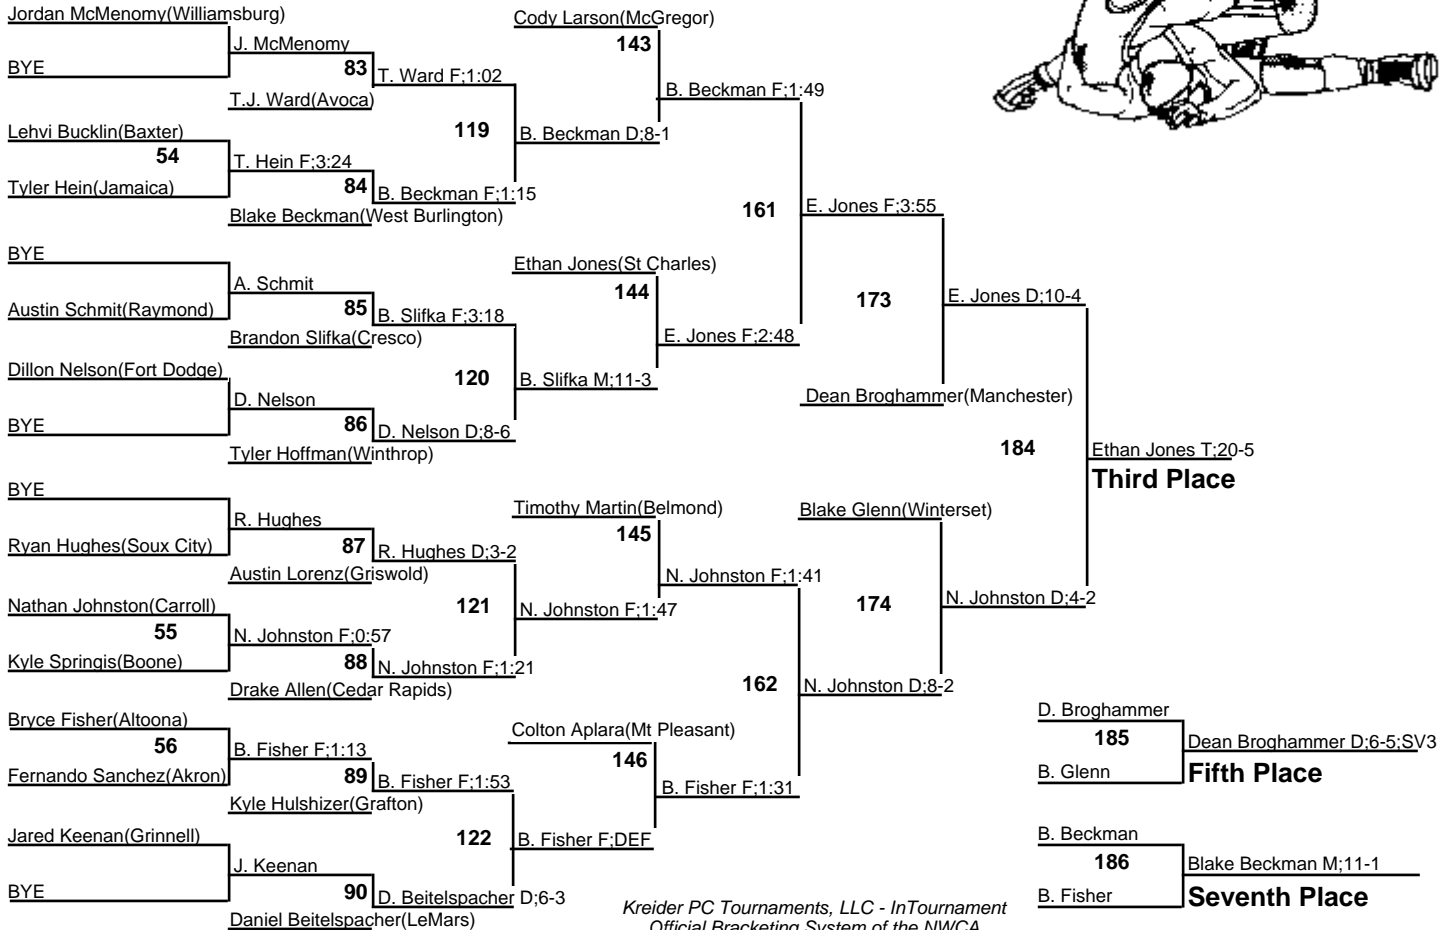 Jordan McMenomy(Williamsburg)
BYE
Lehvi Bucklin(Baxter)
54
Tyler Hein(Jamaica)
BYE
Austin Schmit(Raymond)
Dillon Nelson(Fort Dodge)
BYE
BYE
Ryan Hughes(Soux City)
Nathan Johnston(Carroll)
55
Kyle Springis(Boone)
Bryce Fisher(Altoona)
56
Fernando Sanchez(Akron)
Jared Keenan(Grinnell)
BYE
J. McMenomy
83
T.J. Ward(Avoca)
T. Hein F;3:24
84
Blake Beckman(West Burlington)
A. Schmit
85
Brandon Slifka(Cresco)
D. Nelson
86
Tyler Hoffman(Winthrop)
R. Hughes
87
Austin Lorenz(Griswold)
N. Johnston F;0:57
88
Drake Allen(Cedar Rapids)
B. Fisher F;1:13
89
Kyle Hulshizer(Grafton)
J. Keenan
90
Daniel Beitelspacher(LeMars)
T. Ward F;1:02
119
B. Beckman F;1:15
B. Slifka F;3:18
120
D. Nelson D;8-6
R. Hughes D;3-2
121
N. Johnston F;1:21
B. Fisher F;1:53
122
D. Beitelspacher D;6-3
Cody Larson(McGregor)
143
B. Beckman D;8-1
Ethan Jones(St Charles)
144
B. Slifka M;11-3
Timothy Martin(Belmond)
145
N. Johnston F;1:47
Colton Aplara(Mt Pleasant)
146
B. Fisher F;DEF
B. Beckman F;1:49
161
E. Jones F;2:48
N. Johnston F;1:41
162
B. Fisher F;1:31
E. Jones F;3:55
173
Dean Broghammer(Manchester)
Blake Glenn(Winterset)
174
N. Johnston D;8-2
E. Jones D;10-4
184
N. Johnston D;4-2
Ethan Jones T;20-5
Third Place
D. Broghammer
185
B. Glenn
Dean Broghammer D;6-5;SV3
Fifth Place
B. Beckman
186
B. Fisher
Blake Beckman M;11-1
Seventh Place
Kreider PC Tournaments, LLC - InTournament
Official Bracketing System of the NWCA